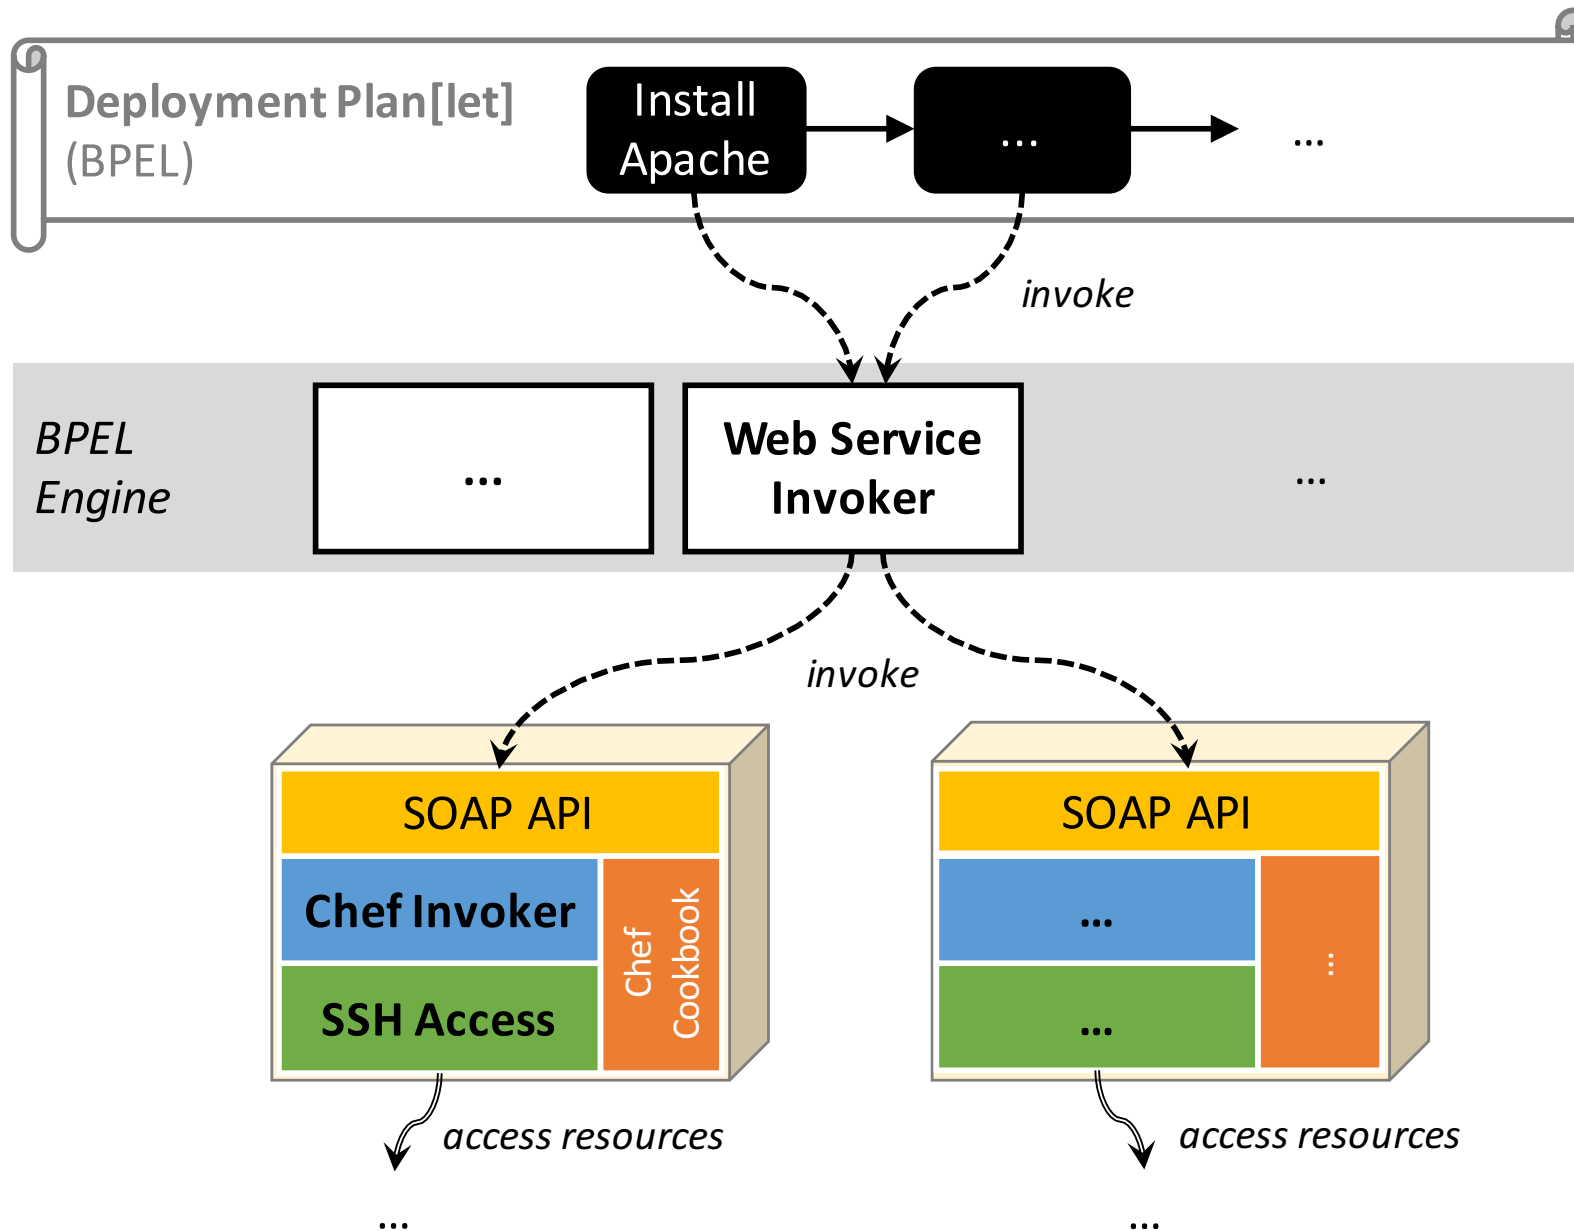 Deployment Plan[let]
(BPEL)
Install
Apache
...
...
invoke
BPEL
Engine
...
Web Service
Invoker
...
invoke
SOAP API
Chef Invoker
SSH Access
Chef
Cookbook
SOAP API
...
...
...
access resources
access resources
...
...